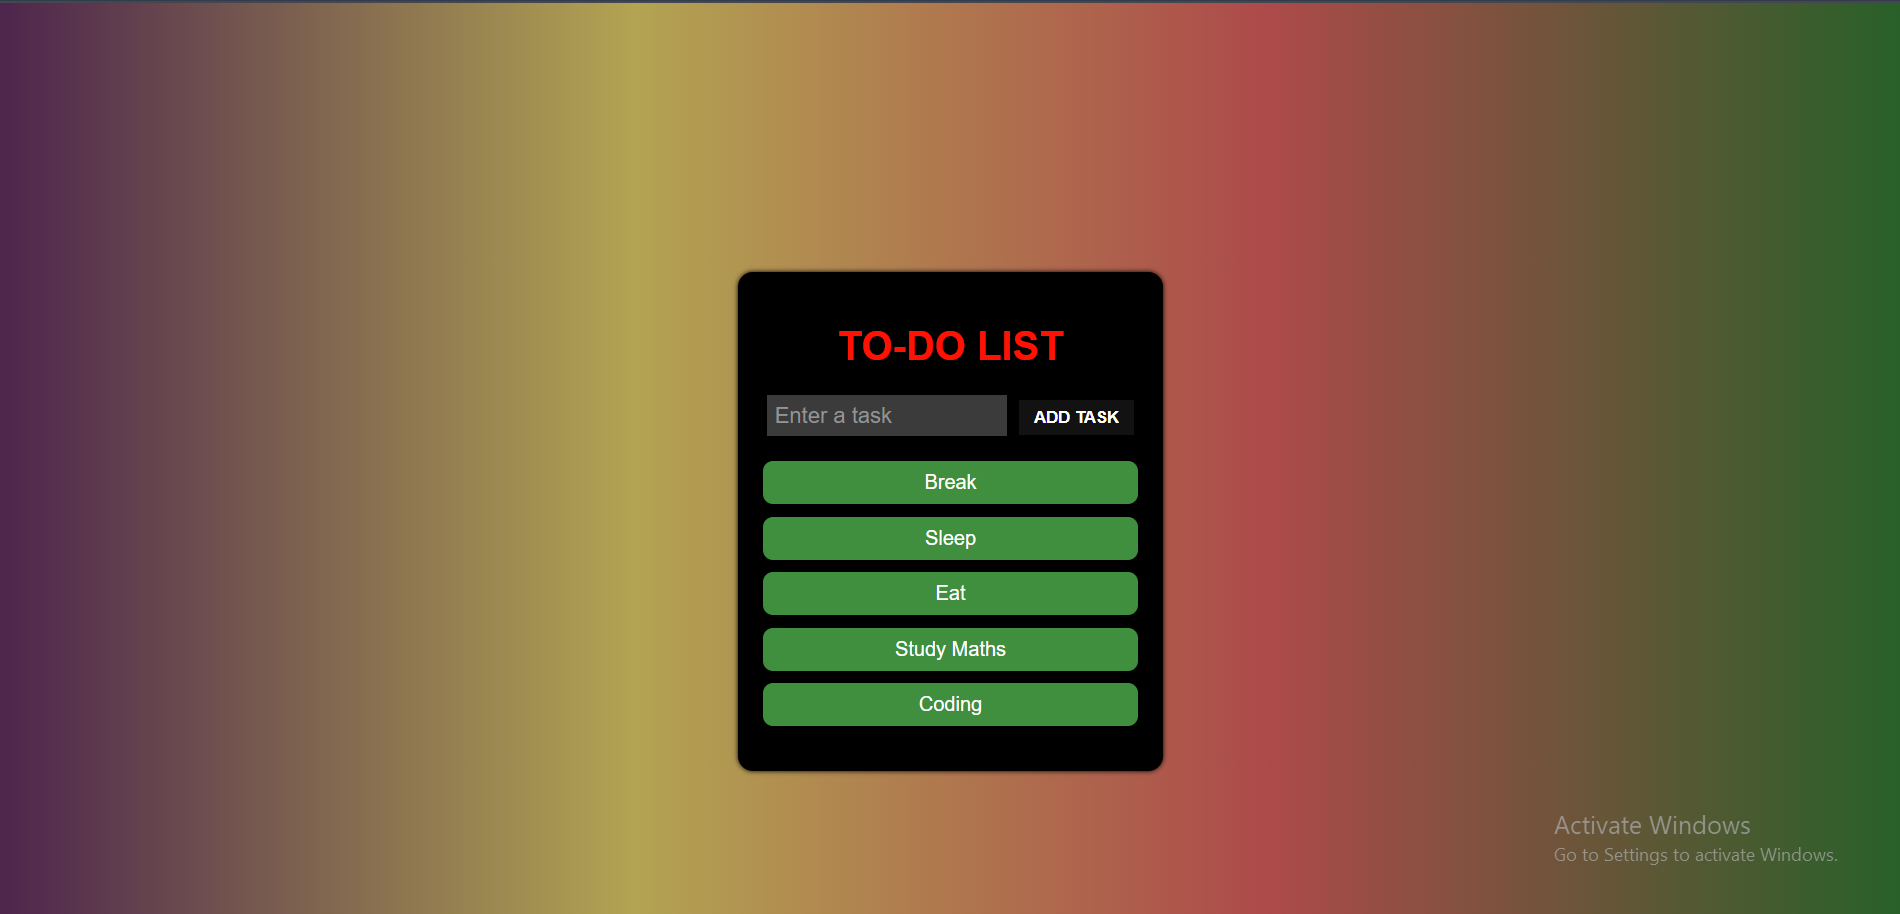 TO-DO LIST
Enter a task
ADD TASK
Break
Sleep
Eat
Study Maths
Coding
Activate Windows
Go to Settings to activate Windows.